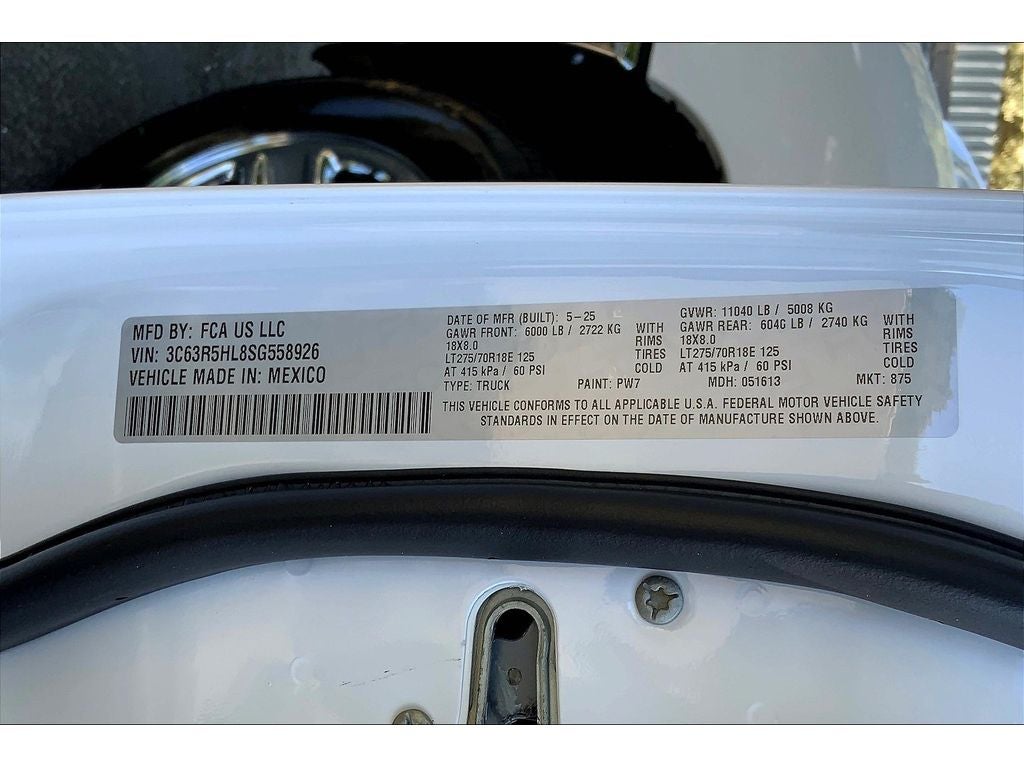 MFD BY: FCA US LLC
VIN: 3C63R5HL8SG558926
VEHICLE MADE IN: MEXICO
DATE OF MFR (BUILT): 5-25
GAWR FRONT: 6000 LB / 2722 KG WITH
18X8.0 RIMS
LT275/70R18E 125 TIRES
AT 415 kPa / 60 PSI COLD
TYPE: TRUCK PAINT: PW7
GVWR: 11040 LB / 5008 KG
GAWR REAR: 6040 LB / 2740 KG WITH
18X8.0 RIMS
LT275/70R18E 125 TIRES
AT 415 kPa / 60 PSI COLD
MDH: 051613 MKT: 875
THIS VEHICLE CONFORMS TO ALL APPLICABLE U.S.A. FEDERAL MOTOR VEHICLE SAFETY
STANDARDS IN EFFECT ON THE DATE OF MANUFACTURE SHOWN ABOVE.